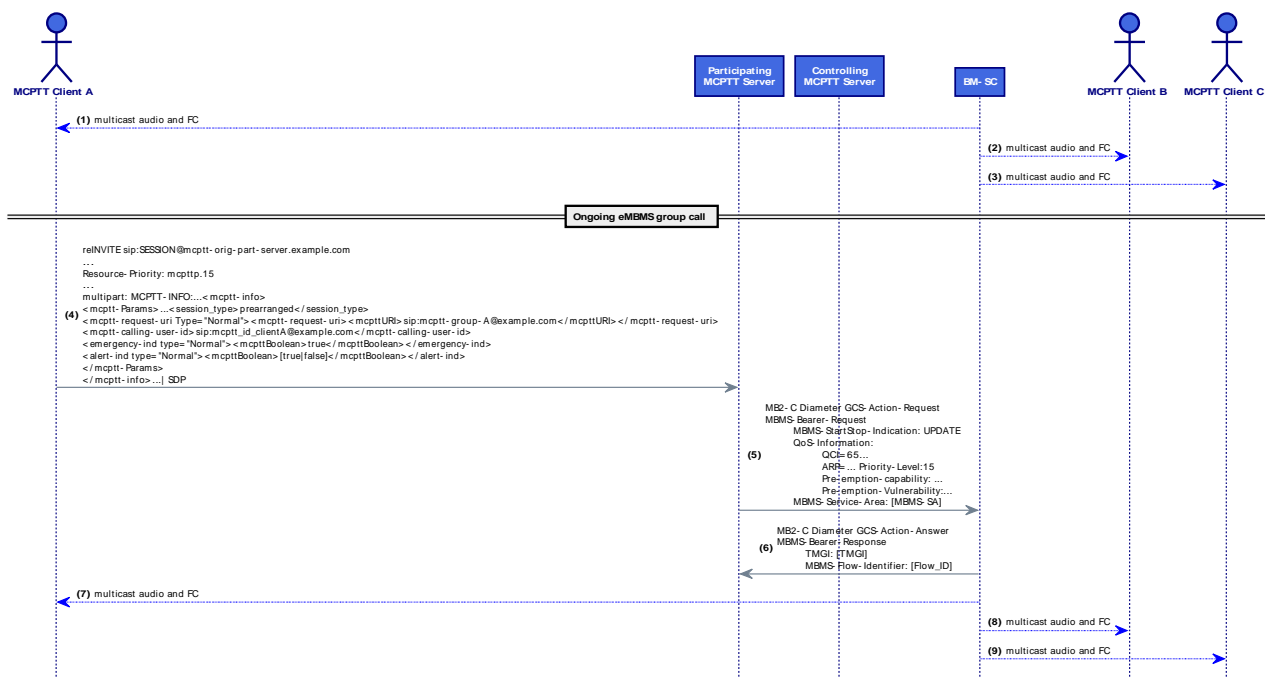 MCPTT Client A
Participating
MCPTT Server
Controlling
MCPTT Server
BM-SC
MCPTT Client B
MCPTT Client C
(1) multicast audio and FC
(2) multicast audio and FC
(3) multicast audio and FC
Ongoing eMBMS group call
reINVITE sip:SESSION@mcptt-orig-part-server.example.com
...
Resource-Priority: mcpttp.15
...
multipart: MCPTT-INFO:...<mcptt-info>
<mcptt-Params>...<session_type>prearranged</session_type>
(4) <mcptt-request-uri Type="Normal"><mcptt-request-uri><mcpttURI>sip:mcptt-group-A@example.com</mcpttURI></mcptt-request-uri>
<mcptt-calling-user-id>sip:mcptt_id_clientA@example.com</mcptt-calling-user-id>
<emergency-ind type="Normal"><mcpttBoolean>true</mcpttBoolean></emergency-ind>
<alert-ind type="Normal"><mcpttBoolean>[true|false]</mcpttBoolean></alert-ind>
</mcptt-Params>
</mcptt-info>...| SDP
MB2-C Diameter GCS-Action-Request
MBMS-Bearer-Request
MBMS-StartStop-Indication: UPDATE
QoS-Information:
(5) QCI=65...
ARP=... Priority-Level:15
Pre-emption-capability: ...
Pre-emption-Vulnerability:...
MBMS-Service-Area: [MBMS-SA]
MB2-C Diameter GCS-Action-Answer
(6) MBMS-Bearer-Response
TMGI: [TMGI]
MBMS-Flow-Identifier: [Flow_ID]
(7) multicast audio and FC
(8) multicast audio and FC
(9) multicast audio and FC